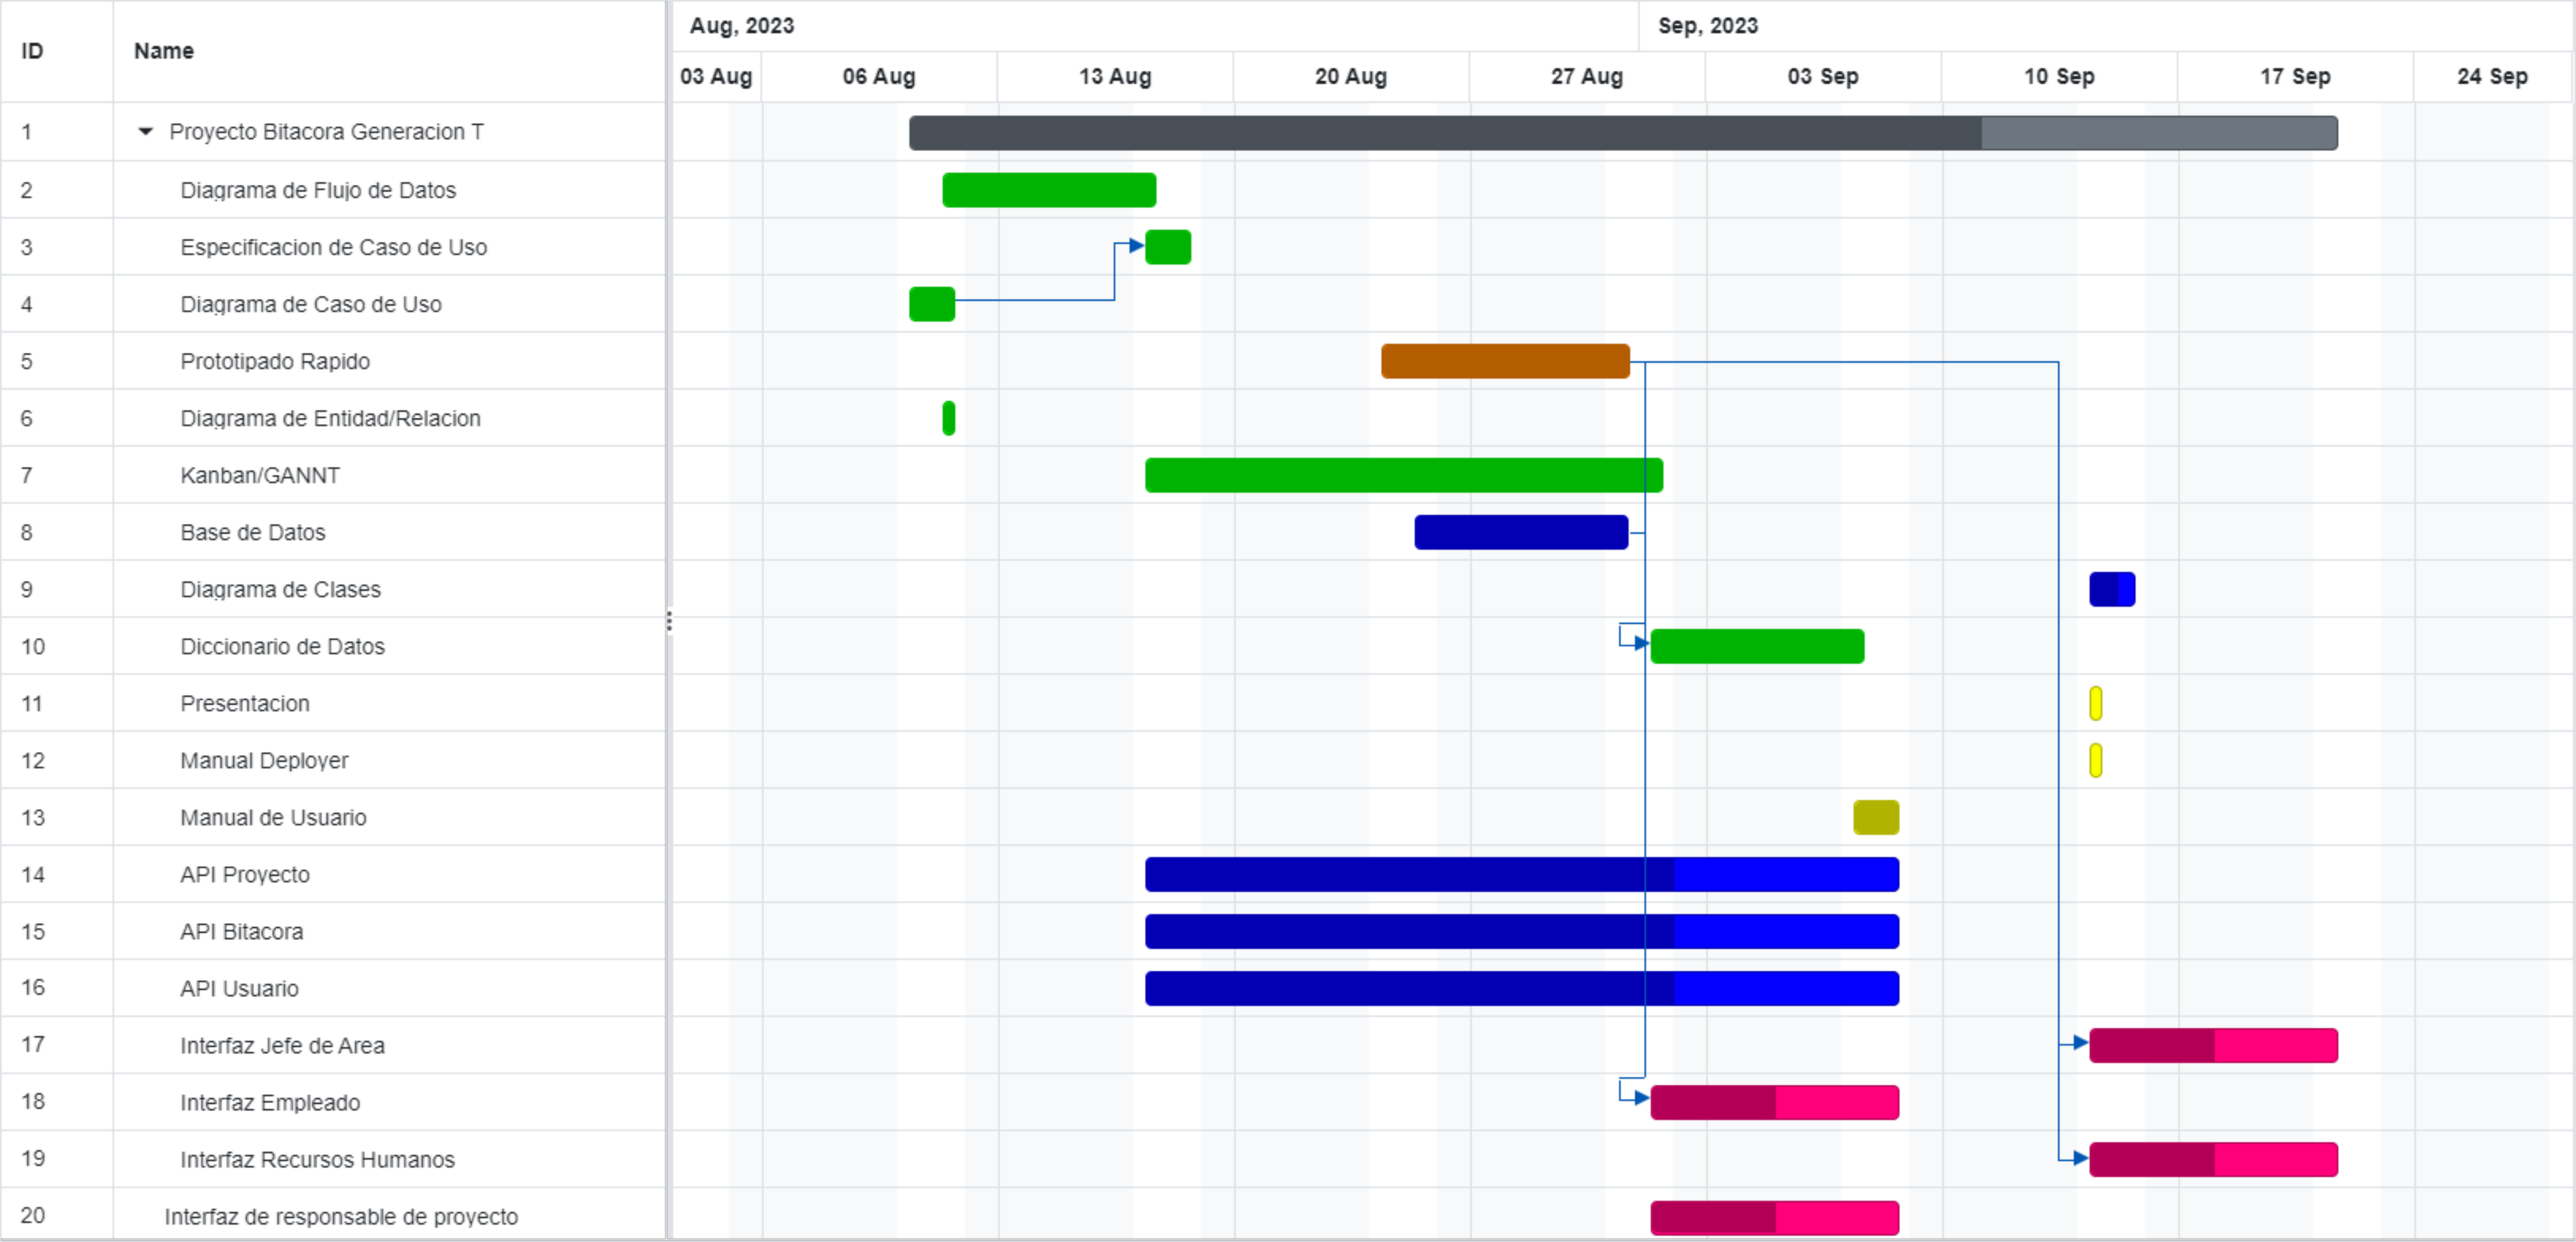 ID Name Aug, 2023 Sep, 2023
03 Aug 06 Aug 13 Aug 20 Aug 27 Aug 03 Sep 10 Sep 17 Sep 24 Sep
1 Proyecto Bitacora Generacion T
2 Diagrama de Flujo de Datos
3 Especificacion de Caso de Uso
4 Diagrama de Caso de Uso
5 Prototipado Rapido
6 Diagrama de Entidad/Relacion
7 Kanban/GANNT
8 Base de Datos
9 Diagrama de Clases
10 Diccionario de Datos
11 Presentacion
12 Manual Deployer
13 Manual de Usuario
14 API Proyecto
15 API Bitacora
16 API Usuario
17 Interfaz Jefe de Area
18 Interfaz Empleado
19 Interfaz Recursos Humanos
20 Interfaz de responsable de proyecto